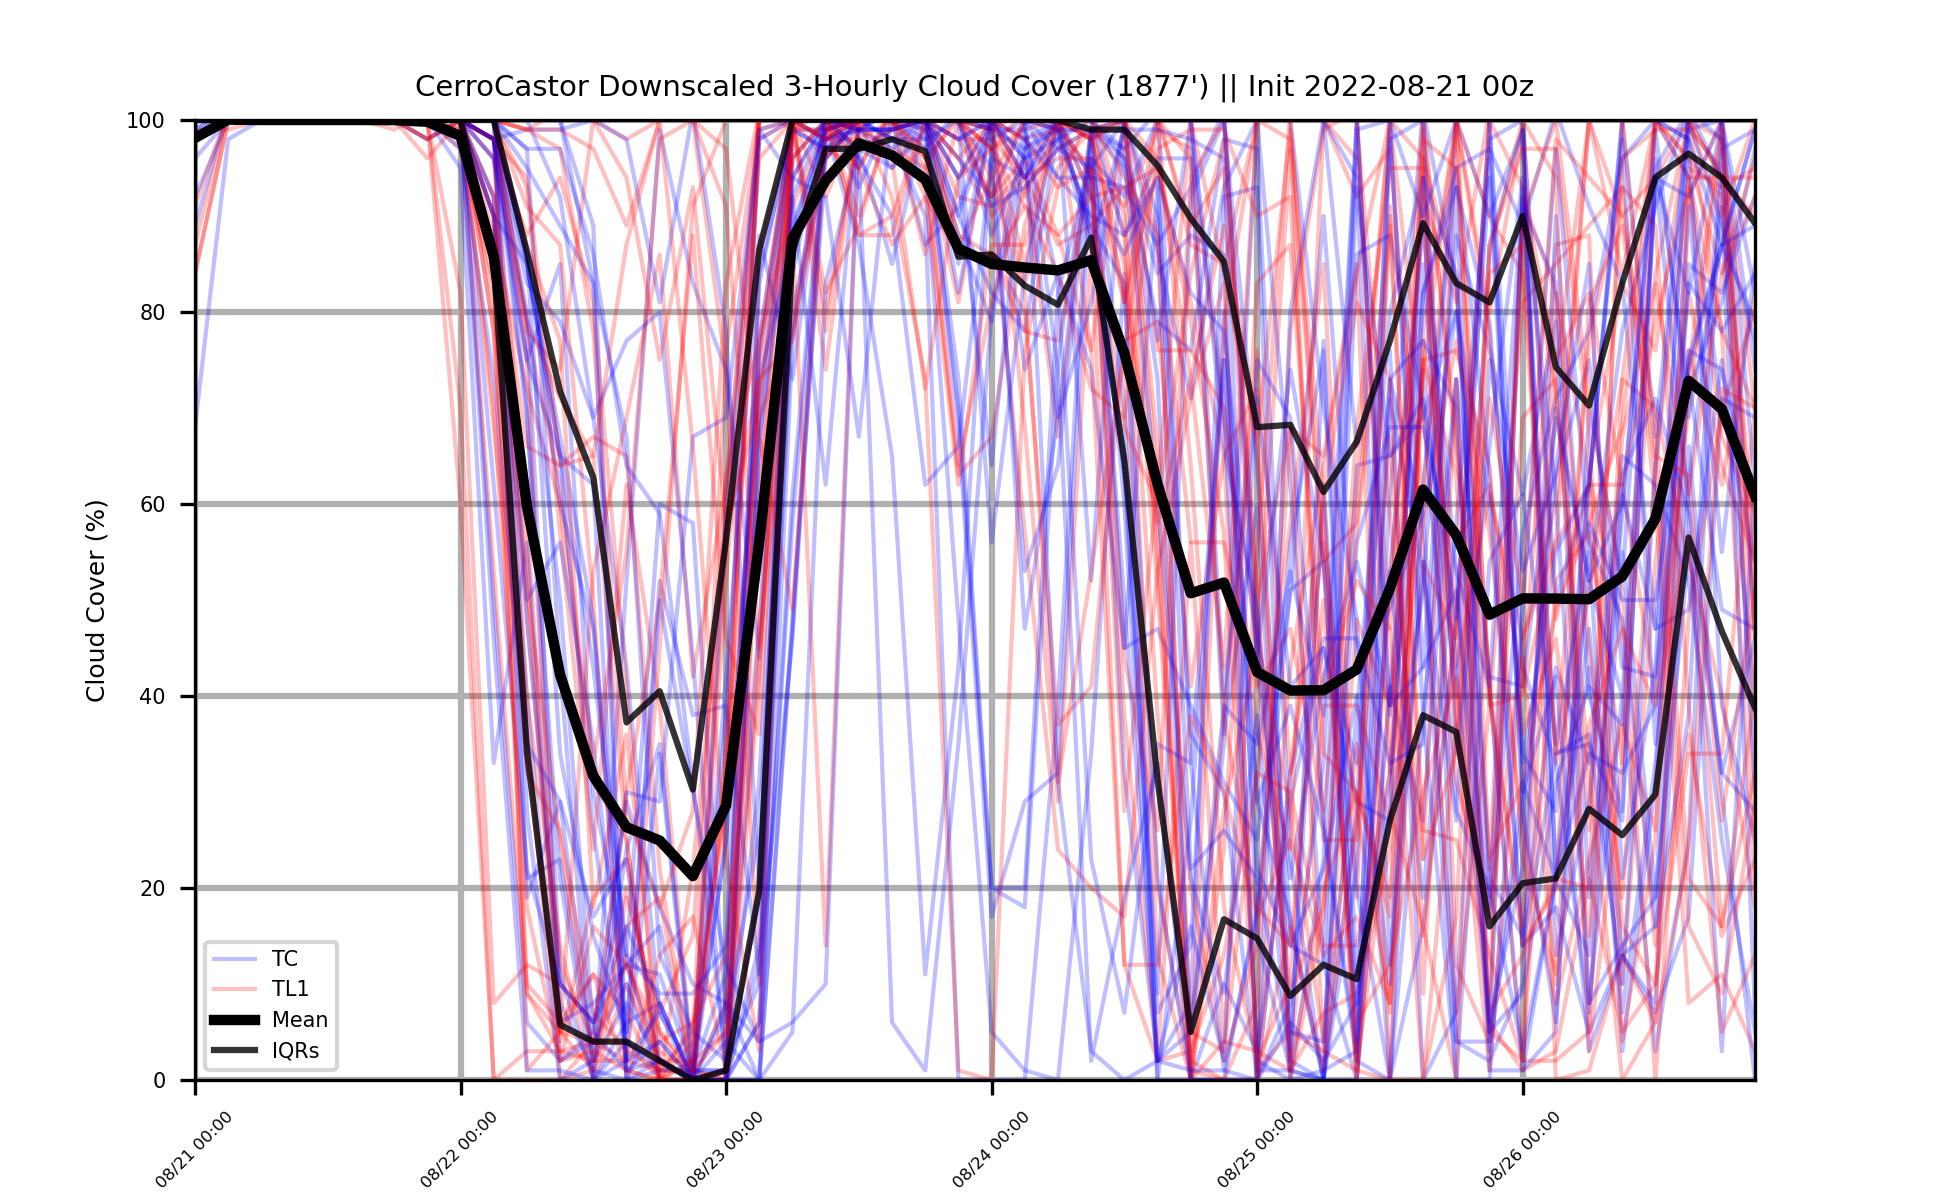 CerroCastor Downscaled 3-Hourly Cloud Cover (1877') || Init 2022-08-21 00z
Cloud Cover (%)
100
80
60
40
20
0
TC
TL1
Mean
IQRs
08/21 00:00
08/22 00:00
08/23 00:00
08/24 00:00
08/25 00:00
08/26 00:00